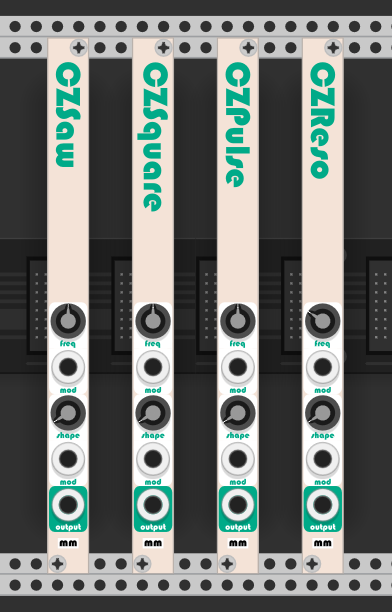 CZSaw
freq
mod
shape
mod
output
mm
CZSquare
freq
mod
shape
mod
output
mm
CZPulse
freq
mod
shape
mod
output
mm
CZReso
freq
mod
shape
mod
output
mm